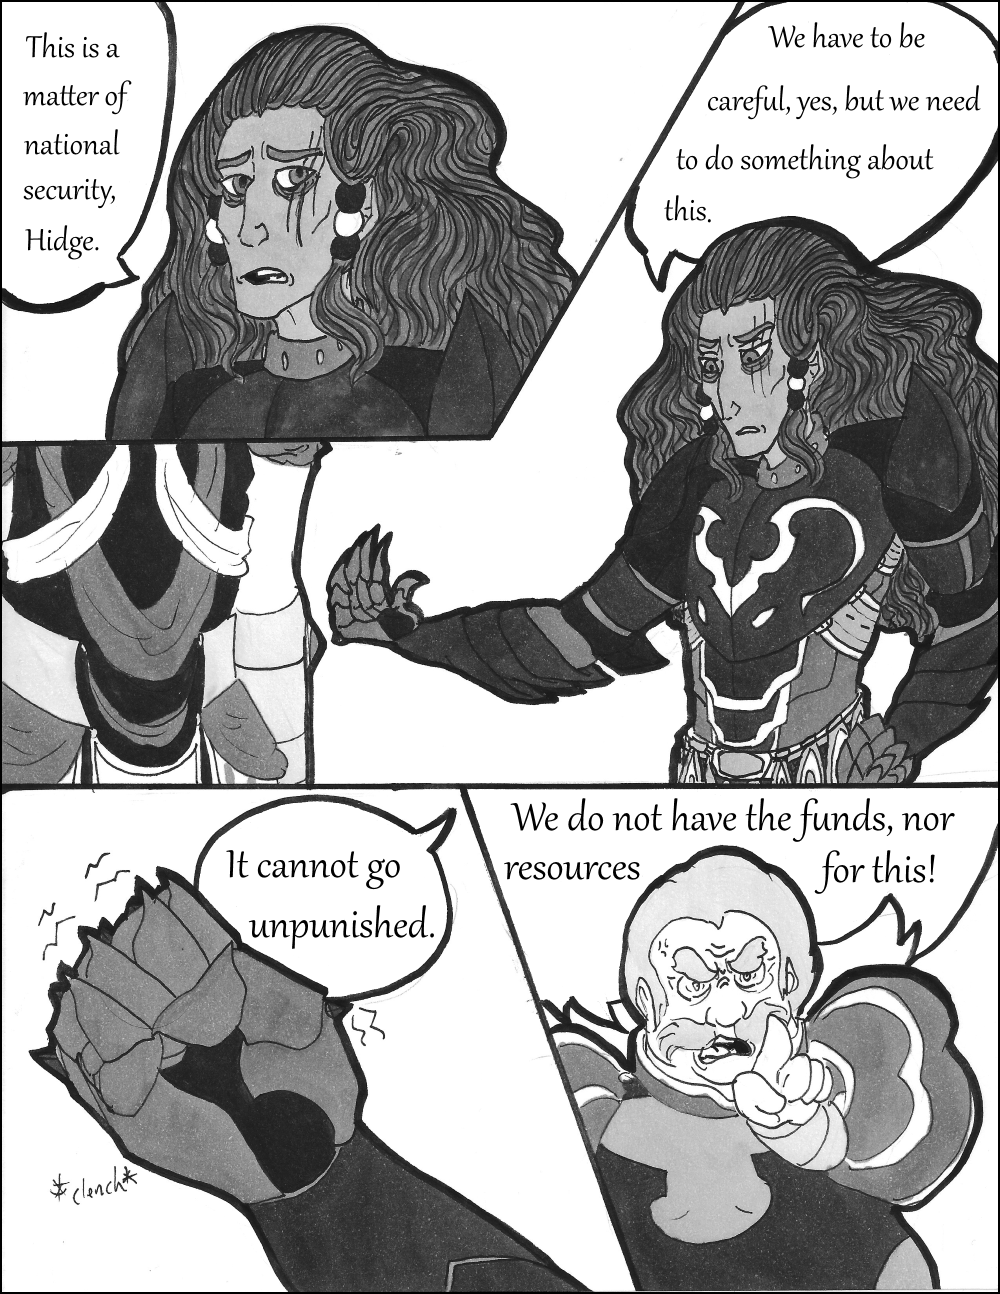 This is a
matter of
national
security,
Hidge.
We have to be
careful, yes, but we need
to do something about
this.
It cannot go
unpunished.
*clench*
We do not have the funds, nor
resources for this!